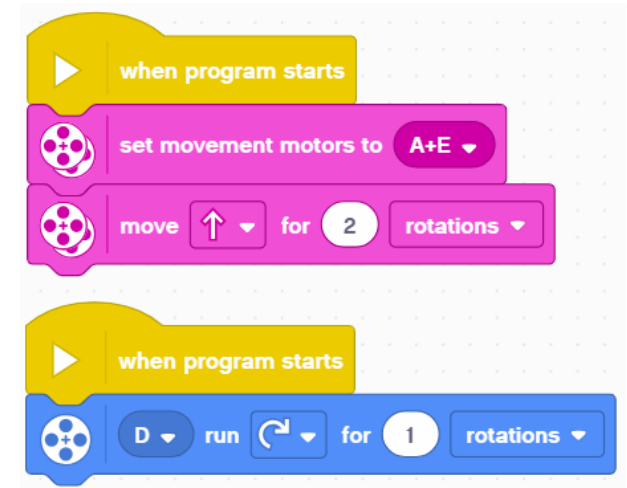 when program starts
set movement motors to A+E
move for 2 rotations
when program starts
D run for 1 rotations